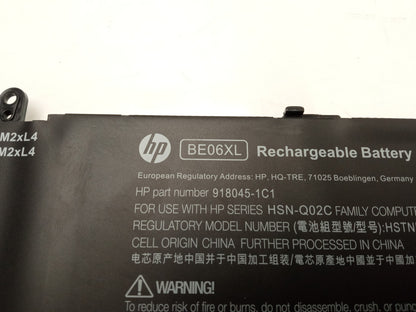 M2xL4
M2xL4
hp BE06XL Rechargeable Battery
European Regulatory Address: HP, HQ-TRE, 71025 Boeblingen, Germany
HP part number 918045-1C1
FOR USE WITH HP SERIES HSN-Q02C FAMILY COMPUT
REGULATORY MODEL NUMBER (電池組型號/型号): HSTN
CELL ORIGIN CHINA FURTHER PROCESSED IN CHINA
电芯原产地中国并于中国加工组装/電芯原產地中國並於中國
WARNING!
To reduce risk of fire or burns, don't disassemble, crush, or pun